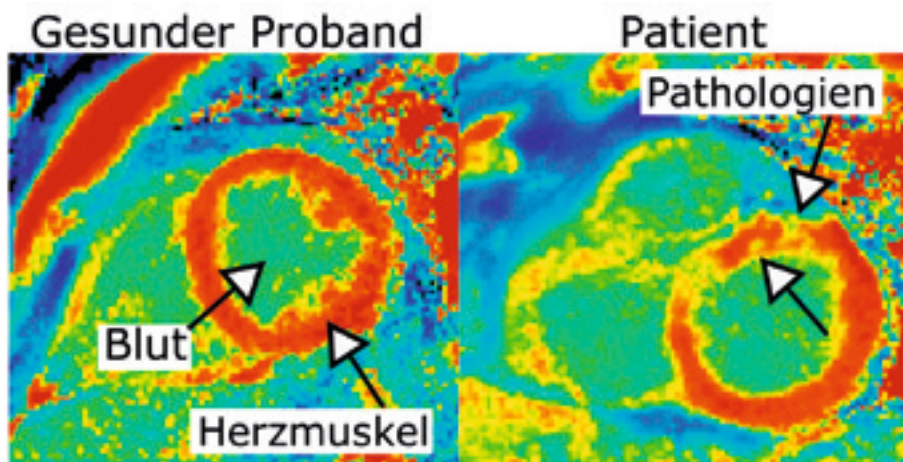 Gesunder Proband
Patient
Pathologien
Blut
Herzmuskel